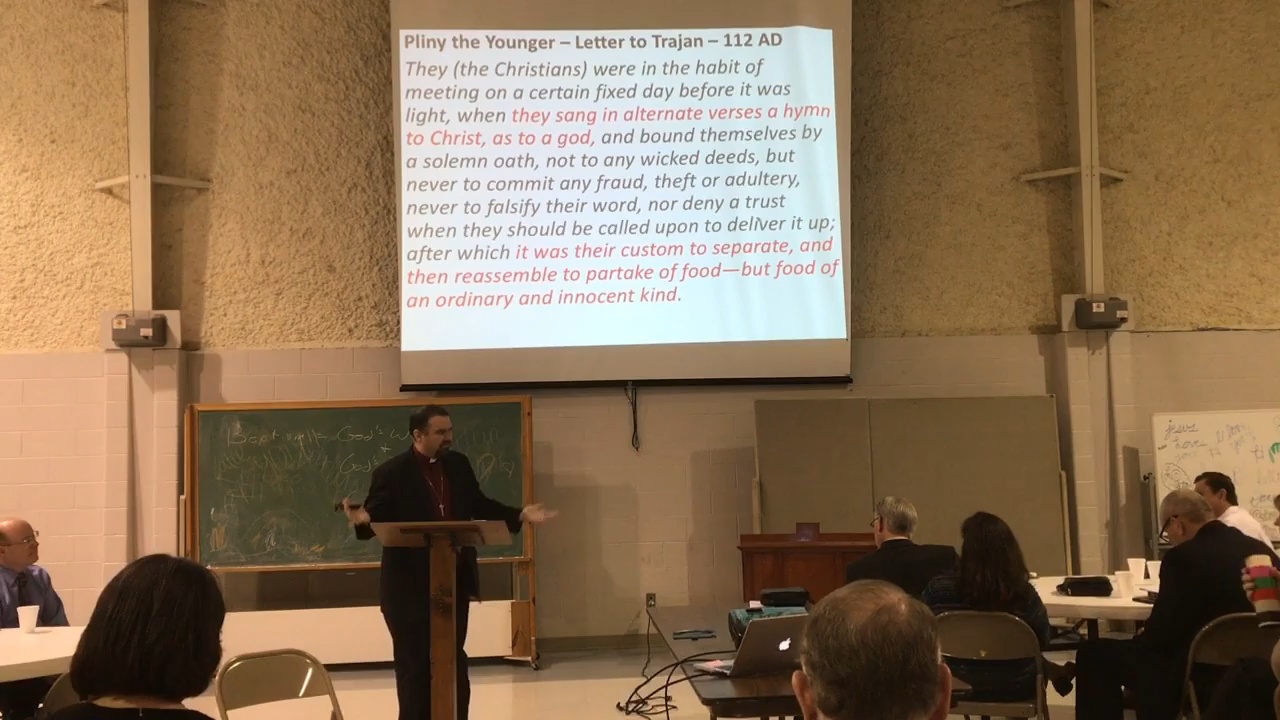 Pliny the Younger – Letter to Trajan – 112 AD
They (the Christians) were in the habit of
meeting on a certain fixed day before it was
light, when they sang in alternate verses a hymn
to Christ, as to a god, and bound themselves by
a solemn oath, not to any wicked deeds, but
never to commit any fraud, theft or adultery,
never to falsify their word, nor deny a trust
when they should be called upon to deliver it up;
after which it was their custom to separate, and
then reassemble to partake of food—but food of
an ordinary and innocent kind.
God's
God's
Jesus